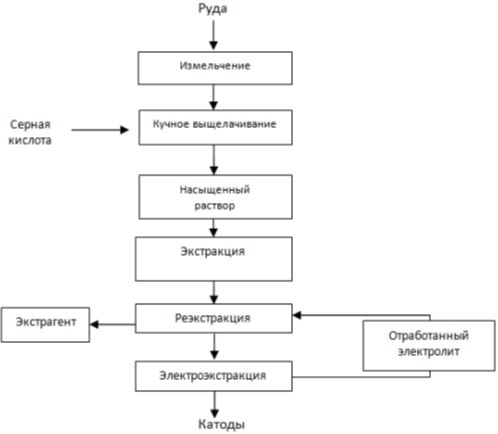 Руда
Измельчение
Серная
кислота
Кучное выщелачивание
Насыщенный
раствор
Экстракция
Экстрагент
Реэкстракция
Отработанный
электролит
Электроэкстракция
Катоды